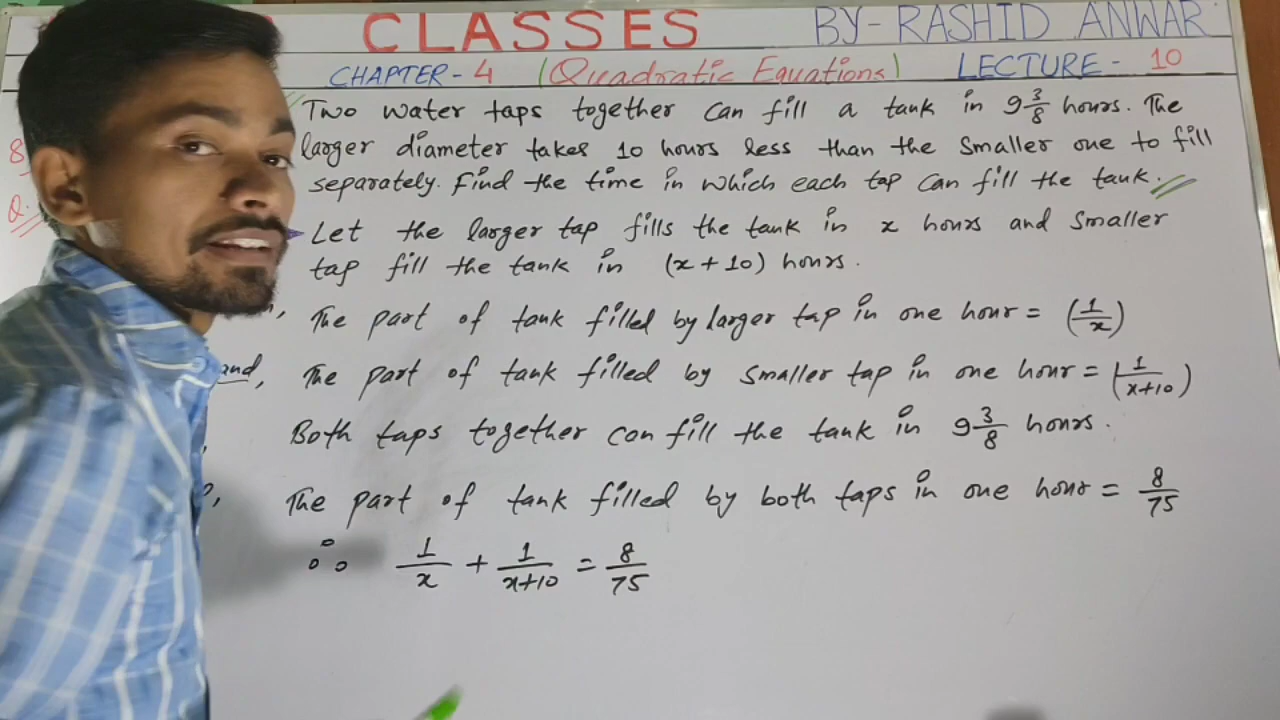 CLASSES BY- RASHID ANWAR
CHAPTER- 4 (Quadratic Equations) LECTURE- 10
Two water taps together can fill a tank in 9 3/8 hours. The
larger diameter takes 10 hours less than the smaller one to fill
separately. Find the time in which each tap can fill the tank.
8
Q.
Let the larger tap fills the tank in x hours and smaller
tap fill the tank in (x+10) hours.
The part of tank filled by larger tap in one hour = (1/x)
and, The part of tank filled by smaller tap in one hour = (1/x+10)
Both taps together can fill the tank in 9 3/8 hours.
The part of tank filled by both taps in one hour = 8/75
∴ 1/x + 1/x+10 = 8/75